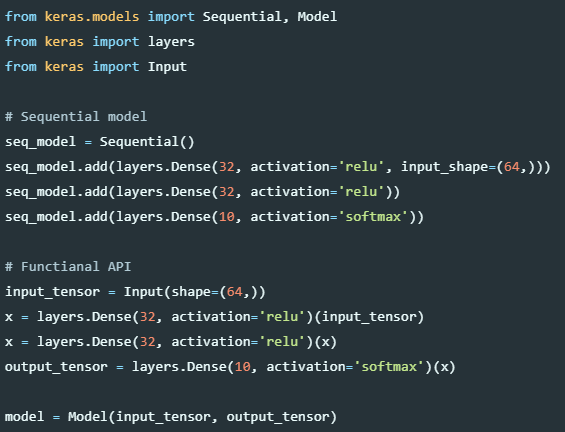 from keras.models import Sequential, Model
from keras import layers
from keras import Input
# Sequential model
seq_model = Sequential()
seq_model.add(layers.Dense(32, activation='relu', input_shape=(64,)))
seq_model.add(layers.Dense(32, activation='relu'))
seq_model.add(layers.Dense(10, activation='softmax'))
# Functianal API
input_tensor = Input(shape=(64,))
x = layers.Dense(32, activation='relu')(input_tensor)
x = layers.Dense(32, activation='relu')(x)
output_tensor = layers.Dense(10, activation='softmax')(x)
model = Model(input_tensor, output_tensor)